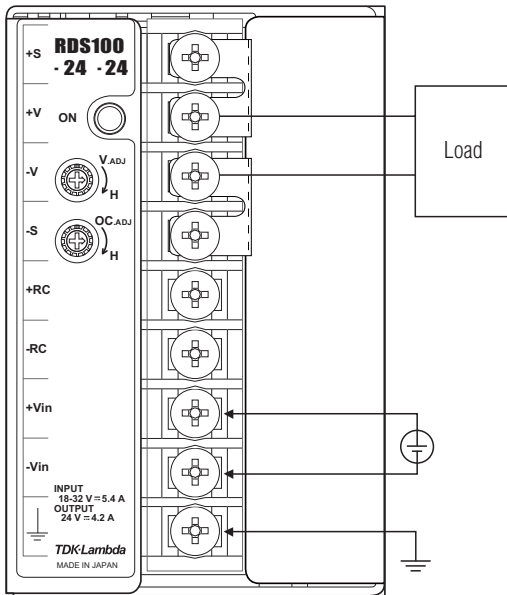 +S
RDS100
- 24 - 24
+V
ON
-V
V.ADJ
H
-S
OC.ADJ
H
+RC
-RC
+Vin
-Vin
INPUT
18-32 V⎓5.4 A
OUTPUT
24 V⎓4.2 A
TDK·Lambda
MADE IN JAPAN
Load